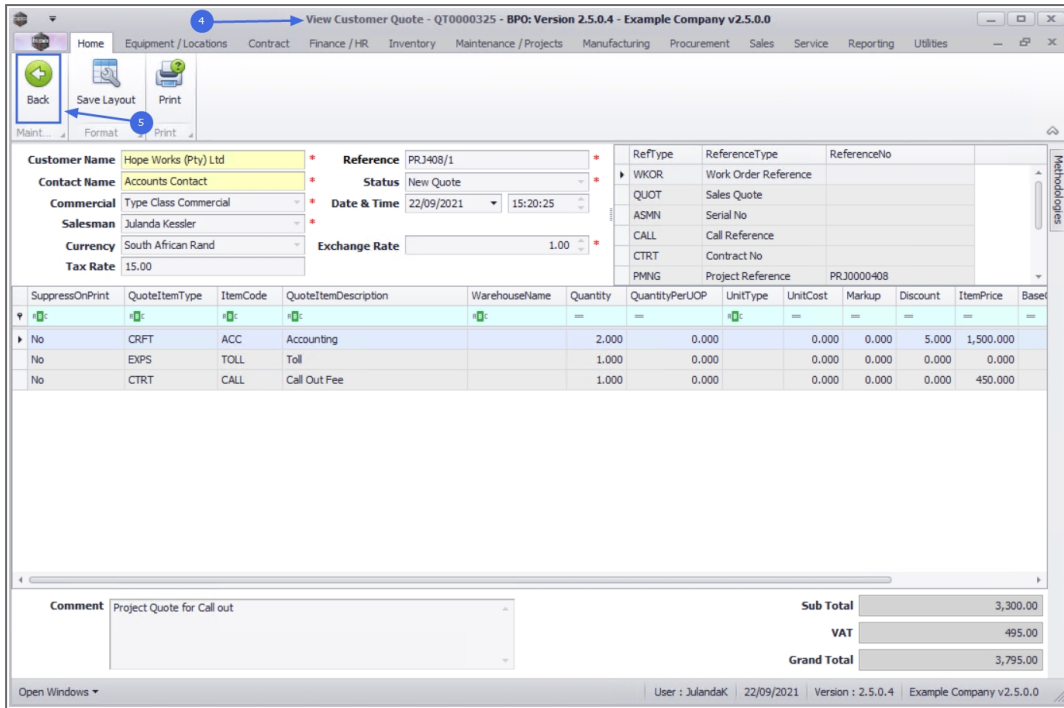 4
View Customer Quote - QT0000325 - BPO: Version 2.5.0.4 - Example Company v2.5.0.0
Home Equipment / Locations Contract Finance / HR Inventory Maintenance / Projects Manufacturing Procurement Sales Service Reporting Utilities
Back Save Layout Print
5
Maint... Format Print
Customer Name Hope Works (Pty) Ltd * Reference PRJ408/1 * RefType ReferenceType ReferenceNo
Contact Name Accounts Contact * Status New Quote * WKOR Work Order Reference
Commercial Type Class Commercial * Date & Time 22/09/2021 15:20:25 QUOT Sales Quote
Salesman Julanda Kessler * ASMN Serial No
Currency South African Rand Exchange Rate 1.00 * CALL Call Reference
Tax Rate 15.00 CTRT Contract No
PMNG Project Reference PRJ0000408
Methodologies
SuppressOnPrint QuoteItemType ItemCode QuoteItemDescription WarehouseName Quantity QuantityPerUOP UnitType UnitCost Markup Discount ItemPrice
No CRFT ACC Accounting 2.000 0.000 0.000 0.000 5.000 1,500.000
No EXPS TOLL Toll 1.000 0.000 0.000 0.000 0.000 0.000
No CTRT CALL Call Out Fee 1.000 0.000 0.000 0.000 0.000 450.000
Comment Project Quote for Call out Sub Total 3,300.00
VAT 495.00
Grand Total 3,795.00
Open Windows User : JulandaK 22/09/2021 Version : 2.5.0.4 Example Company v2.5.0.0